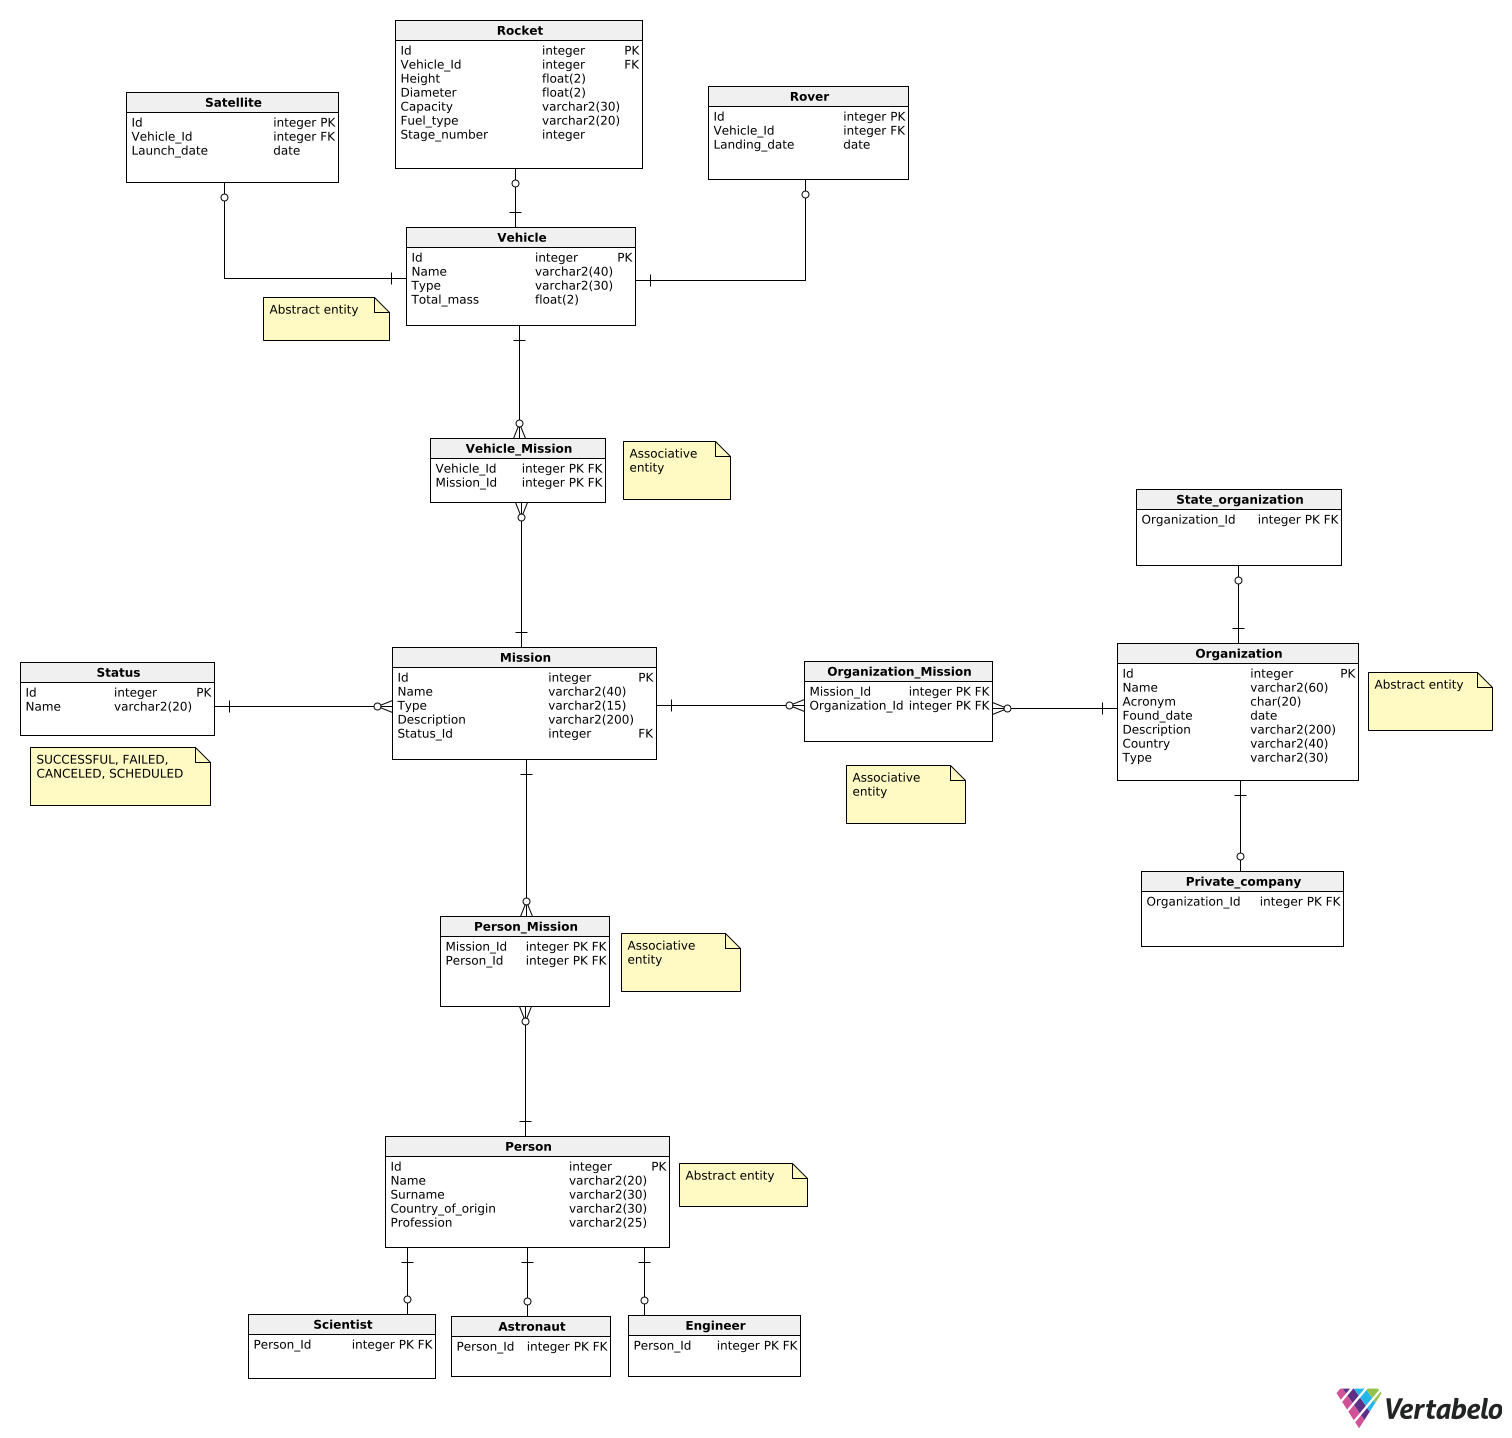 Rocket
Id integer PK
Vehicle_Id integer FK
Height float(2)
Diameter float(2)
Capacity varchar2(30)
Fuel_type varchar2(20)
Stage_number integer
Satellite
Id integer PK
Vehicle_Id integer FK
Launch_date date
Rover
Id integer PK
Vehicle_Id integer FK
Landing_date date
Vehicle
Id integer PK
Name varchar2(40)
Type varchar2(30)
Total_mass float(2)
Abstract entity
Vehicle_Mission
Vehicle_Id integer PK FK
Mission_Id integer PK FK
Associative
entity
State_organization
Organization_Id integer PK FK
Status
Id integer PK
Name varchar2(20)
SUCCESSFUL, FAILED,
CANCELED, SCHEDULED
Mission
Id integer PK
Name varchar2(40)
Type varchar2(15)
Description varchar2(200)
Status_Id integer FK
Organization_Mission
Mission_Id integer PK FK
Organization_Id integer PK FK
Associative
entity
Organization
Id integer PK
Name varchar2(60)
Acronym char(20)
Found_date date
Description varchar2(200)
Country varchar2(40)
Type varchar2(30)
Abstract entity
Private_company
Organization_Id integer PK FK
Person_Mission
Mission_Id integer PK FK
Person_Id integer PK FK
Associative
entity
Person
Id integer PK
Name varchar2(20)
Surname varchar2(30)
Country_of_origin varchar2(30)
Profession varchar2(25)
Abstract entity
Scientist
Person_Id integer PK FK
Astronaut
Person_Id integer PK FK
Engineer
Person_Id integer PK FK
Vertabelo